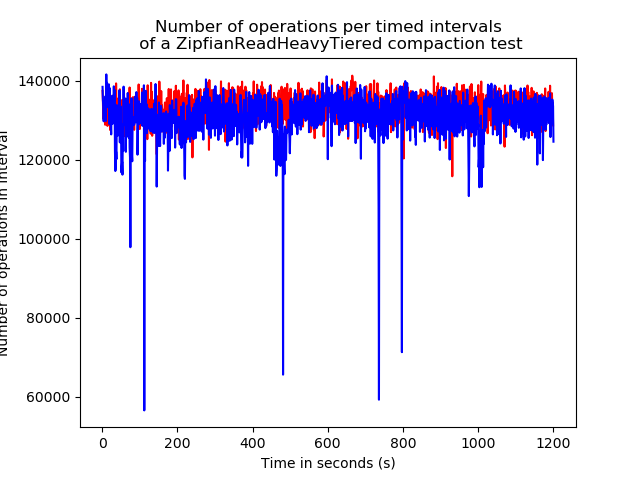 Number of operations per timed intervals
of a ZipfianReadHeavyTiered compaction test
Number of operations in interval
140000
120000
100000
80000
60000
0 200 400 600 800 1000 1200
Time in seconds (s)